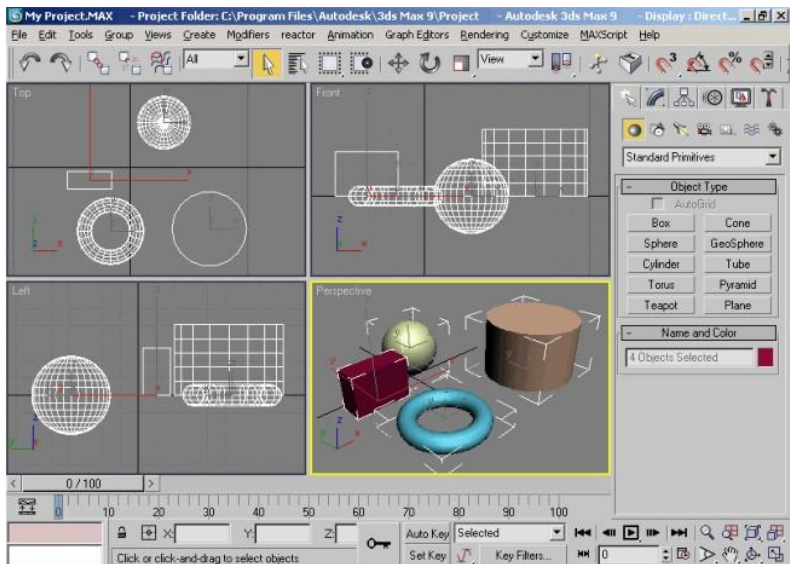 My Project.MAX - Project Folder: C:\Program Files\Autodesk\3ds Max 9\Project - Autodesk 3ds Max 9 - Display : Direct...
File Edit Tools Group Views Create Modifiers reactor Animation Graph Editors Rendering Customize MAXScript Help
All View
Top Front
Left Perspective
Standard Primitives
- Object Type
AutoGrid
Box Cone
Sphere GeoSphere
Cylinder Tube
Torus Pyramid
Teapot Plane
- Name and Color
4 Objects Selected
< 0 / 100 >
0 10 20 30 40 50 60 70 80 90 100
X: Y: Z: Auto Key Selected
Click or click-and-drag to select objects Set Key Key Filters... 0